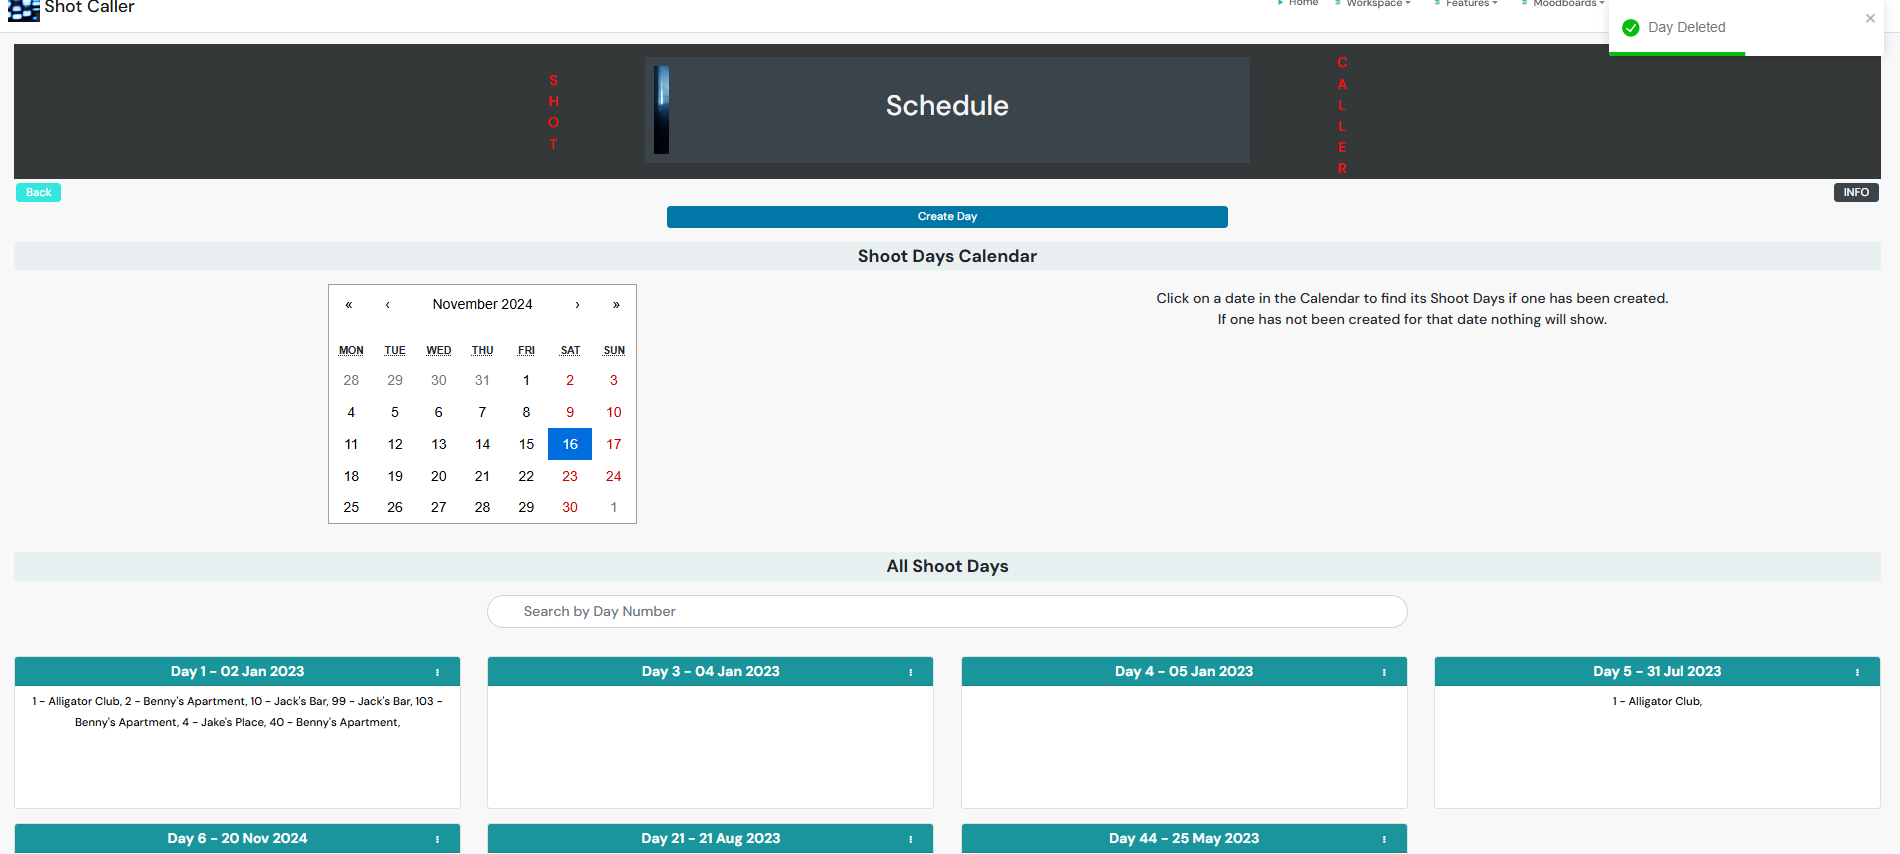 Shot Caller
Home Workspace Features Moodboards
Day Deleted
S
H
O
T
Schedule
C
A
L
L
E
R
Back
INFO
Create Day
Shoot Days Calendar
« ‹ November 2024 › »
Click on a date in the Calendar to find its Shoot Days if one has been created.
If one has not been created for that date nothing will show.
MON TUE WED THU FRI SAT SUN
28 29 30 31 1 2 3
4 5 6 7 8 9 10
11 12 13 14 15 16 17
18 19 20 21 22 23 24
25 26 27 28 29 30 1
All Shoot Days
Search by Day Number
Day 1 - 02 Jan 2023
1 - Alligator Club, 2 - Benny's Apartment, 10 - Jack's Bar, 99 - Jack's Bar, 103 -
Benny's Apartment, 4 - Jake's Place, 40 - Benny's Apartment,
Day 3 - 04 Jan 2023
Day 4 - 05 Jan 2023
Day 5 - 31 Jul 2023
1 - Alligator Club,
Day 6 - 20 Nov 2024
Day 21 - 21 Aug 2023
Day 44 - 25 May 2023